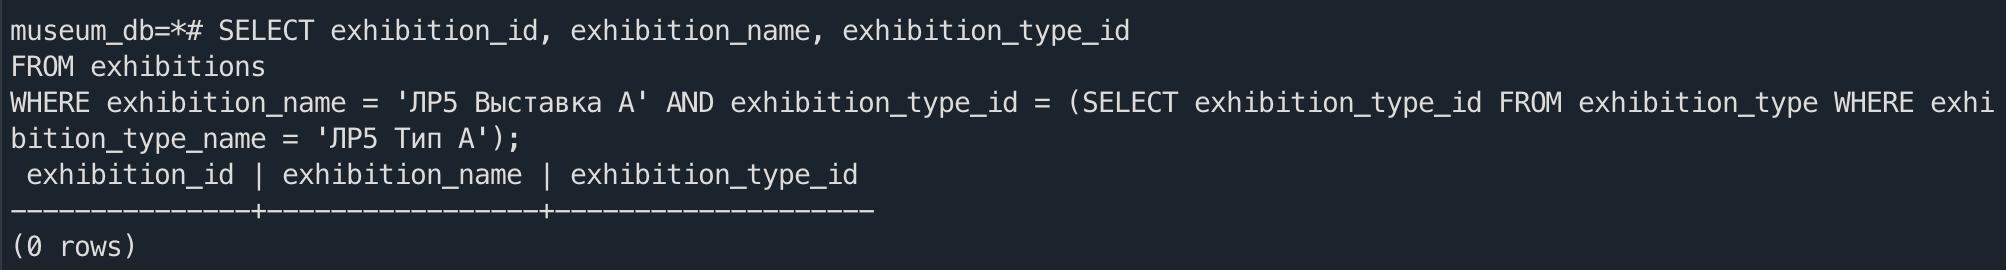 museum_db=*# SELECT exhibition_id, exhibition_name, exhibition_type_id
FROM exhibitions
WHERE exhibition_name = 'ЛР5 Выставка А' AND exhibition_type_id = (SELECT exhibition_type_id FROM exhibition_type WHERE exhi
bition_type_name = 'ЛР5 Тип А');
 exhibition_id | exhibition_name | exhibition_type_id
---------------+-----------------+--------------------
(0 rows)